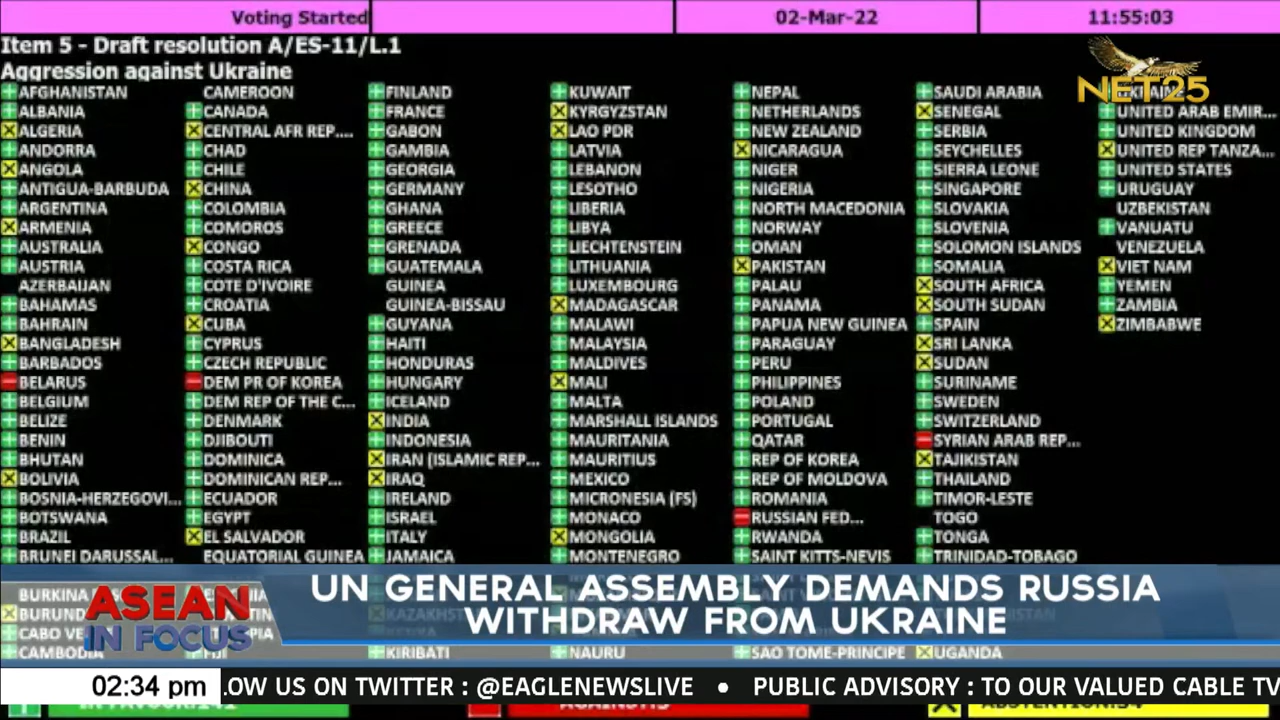 Voting Started 02-Mar-22 11:55:03
Item 5 - Draft resolution A/ES-11/L.1
Aggression against Ukraine
NET25
AFGHANISTAN
ALBANIA
ALGERIA
ANDORRA
ANGOLA
ANTIGUA-BARBUDA
ARGENTINA
ARMENIA
AUSTRALIA
AUSTRIA
AZERBAIJAN
BAHAMAS
BAHRAIN
BANGLADESH
BARBADOS
BELARUS
BELGIUM
BELIZE
BENIN
BHUTAN
BOLIVIA
BOSNIA-HERZEGOVI...
BOTSWANA
BRAZIL
BRUNEI DARUSSAL...
BURKINA
BURUND
CABO VE
CAMBODIA
CAMEROON
CANADA
CENTRAL AFR REP....
CHAD
CHILE
CHINA
COLOMBIA
COMOROS
CONGO
COSTA RICA
COTE D'IVOIRE
CROATIA
CUBA
CYPRUS
CZECH REPUBLIC
DEM PR OF KOREA
DEM REP OF THE C...
DENMARK
DJIBOUTI
DOMINICA
DOMINICAN REP...
ECUADOR
EGYPT
EL SALVADOR
EQUATORIAL GUINEA
FIJI
FINLAND
FRANCE
GABON
GAMBIA
GEORGIA
GERMANY
GHANA
GREECE
GRENADA
GUATEMALA
GUINEA
GUINEA-BISSAU
GUYANA
HAITI
HONDURAS
HUNGARY
ICELAND
INDIA
INDONESIA
IRAN (ISLAMIC REP...
IRAQ
IRELAND
ISRAEL
ITALY
JAMAICA
KAZAKHST
KIRIBATI
KUWAIT
KYRGYZSTAN
LAO PDR
LATVIA
LEBANON
LESOTHO
LIBERIA
LIBYA
LIECHTENSTEIN
LITHUANIA
LUXEMBOURG
MADAGASCAR
MALAWI
MALAYSIA
MALDIVES
MALI
MALTA
MARSHALL ISLANDS
MAURITANIA
MAURITIUS
MEXICO
MICRONESIA (FS)
MONACO
MONGOLIA
MONTENEGRO
NAURU
NEPAL
NETHERLANDS
NEW ZEALAND
NICARAGUA
NIGER
NIGERIA
NORTH MACEDONIA
NORWAY
OMAN
PAKISTAN
PALAU
PANAMA
PAPUA NEW GUINEA
PARAGUAY
PERU
PHILIPPINES
POLAND
PORTUGAL
QATAR
REP OF KOREA
REP OF MOLDOVA
ROMANIA
RUSSIAN FED...
RWANDA
SAINT KITTS-NEVIS
SAO TOME-PRINCIPE
SAUDI ARABIA
SENEGAL
SERBIA
SEYCHELLES
SIERRA LEONE
SINGAPORE
SLOVAKIA
SLOVENIA
SOLOMON ISLANDS
SOMALIA
SOUTH AFRICA
SOUTH SUDAN
SPAIN
SRI LANKA
SUDAN
SURINAME
SWEDEN
SWITZERLAND
SYRIAN ARAB REP...
TAJIKISTAN
THAILAND
TIMOR-LESTE
TOGO
TONGA
TRINIDAD-TOBAGO
UGANDA
UKRAINE
UNITED ARAB EMIR...
UNITED KINGDOM
UNITED REP TANZA...
UNITED STATES
URUGUAY
UZBEKISTAN
VANUATU
VENEZUELA
VIET NAM
YEMEN
ZAMBIA
ZIMBABWE
ASEAN
IN FOCUS
UN GENERAL ASSEMBLY DEMANDS RUSSIA
WITHDRAW FROM UKRAINE
02:34 pm LOW US ON TWITTER : @EAGLENEWSLIVE • PUBLIC ADVISORY : TO OUR VALUED CABLE TV